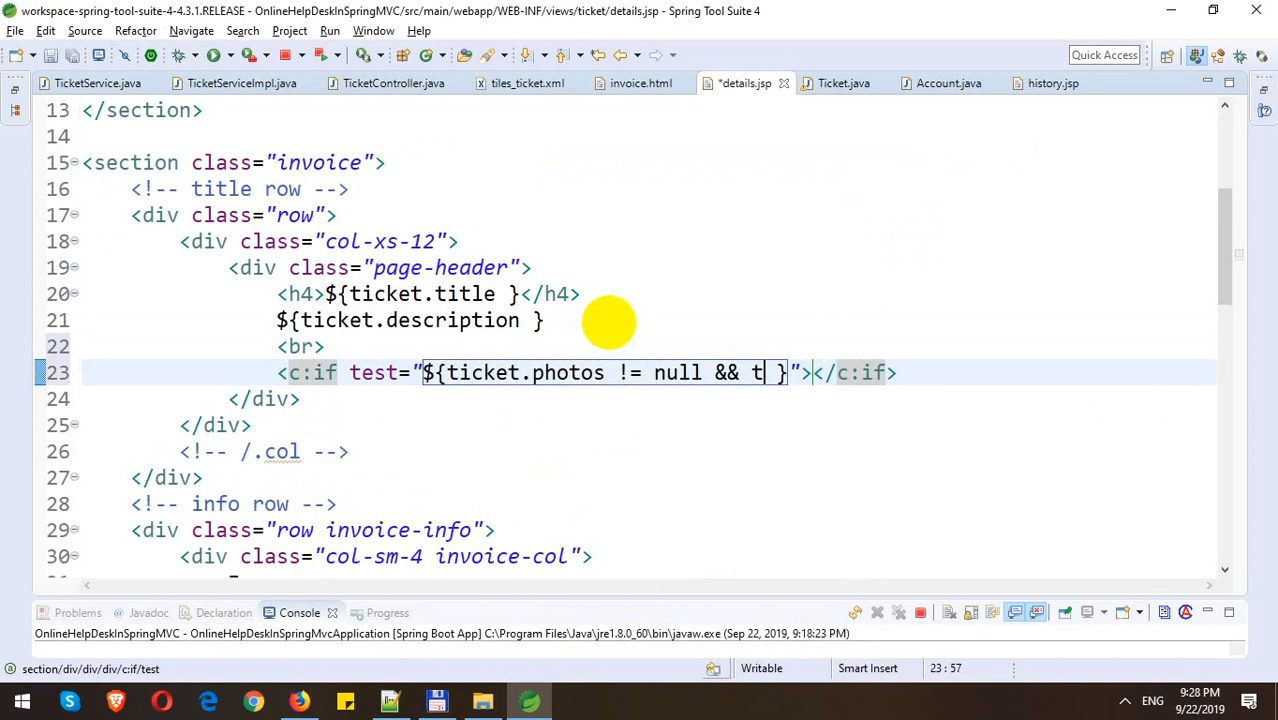 workspace-spring-tool-suite-4-4.3.1.RELEASE - OnlineHelpDeskInSpringMVC/src/main/webapp/WEB-INF/views/ticket/details.jsp - Spring Tool Suite 4
File Edit Source Refactor Navigate Search Project Run Window Help
Quick Access
TicketService.java TicketServiceImpl.java TicketController.java tiles_ticket.xml invoice.html *details.jsp Ticket.java Account.java history.jsp
13 </section>
14
15 <section class="invoice">
16 <!-- title row -->
17 <div class="row">
18 <div class="col-xs-12">
19 <div class="page-header">
20 <h4>${ticket.title }</h4>
21 ${ticket.description }
22 <br>
23 <c:if test="${ticket.photos != null && t }"></c:if>
24 </div>
25 </div>
26 <!-- /.col -->
27 </div>
28 <!-- info row -->
29 <div class="row invoice-info">
30 <div class="col-sm-4 invoice-col">
Problems Javadoc Declaration Console Progress
OnlineHelpDeskInSpringMVC - OnlineHelpDeskInSpringMvcApplication [Spring Boot App] C:\Program Files\Java\jre1.8.0_60\bin\javaw.exe (Sep 22, 2019, 9:18:23 PM)
section/div/div/div/c:if/test Writable Smart Insert 23 : 57
ENG 9:28 PM
9/22/2019